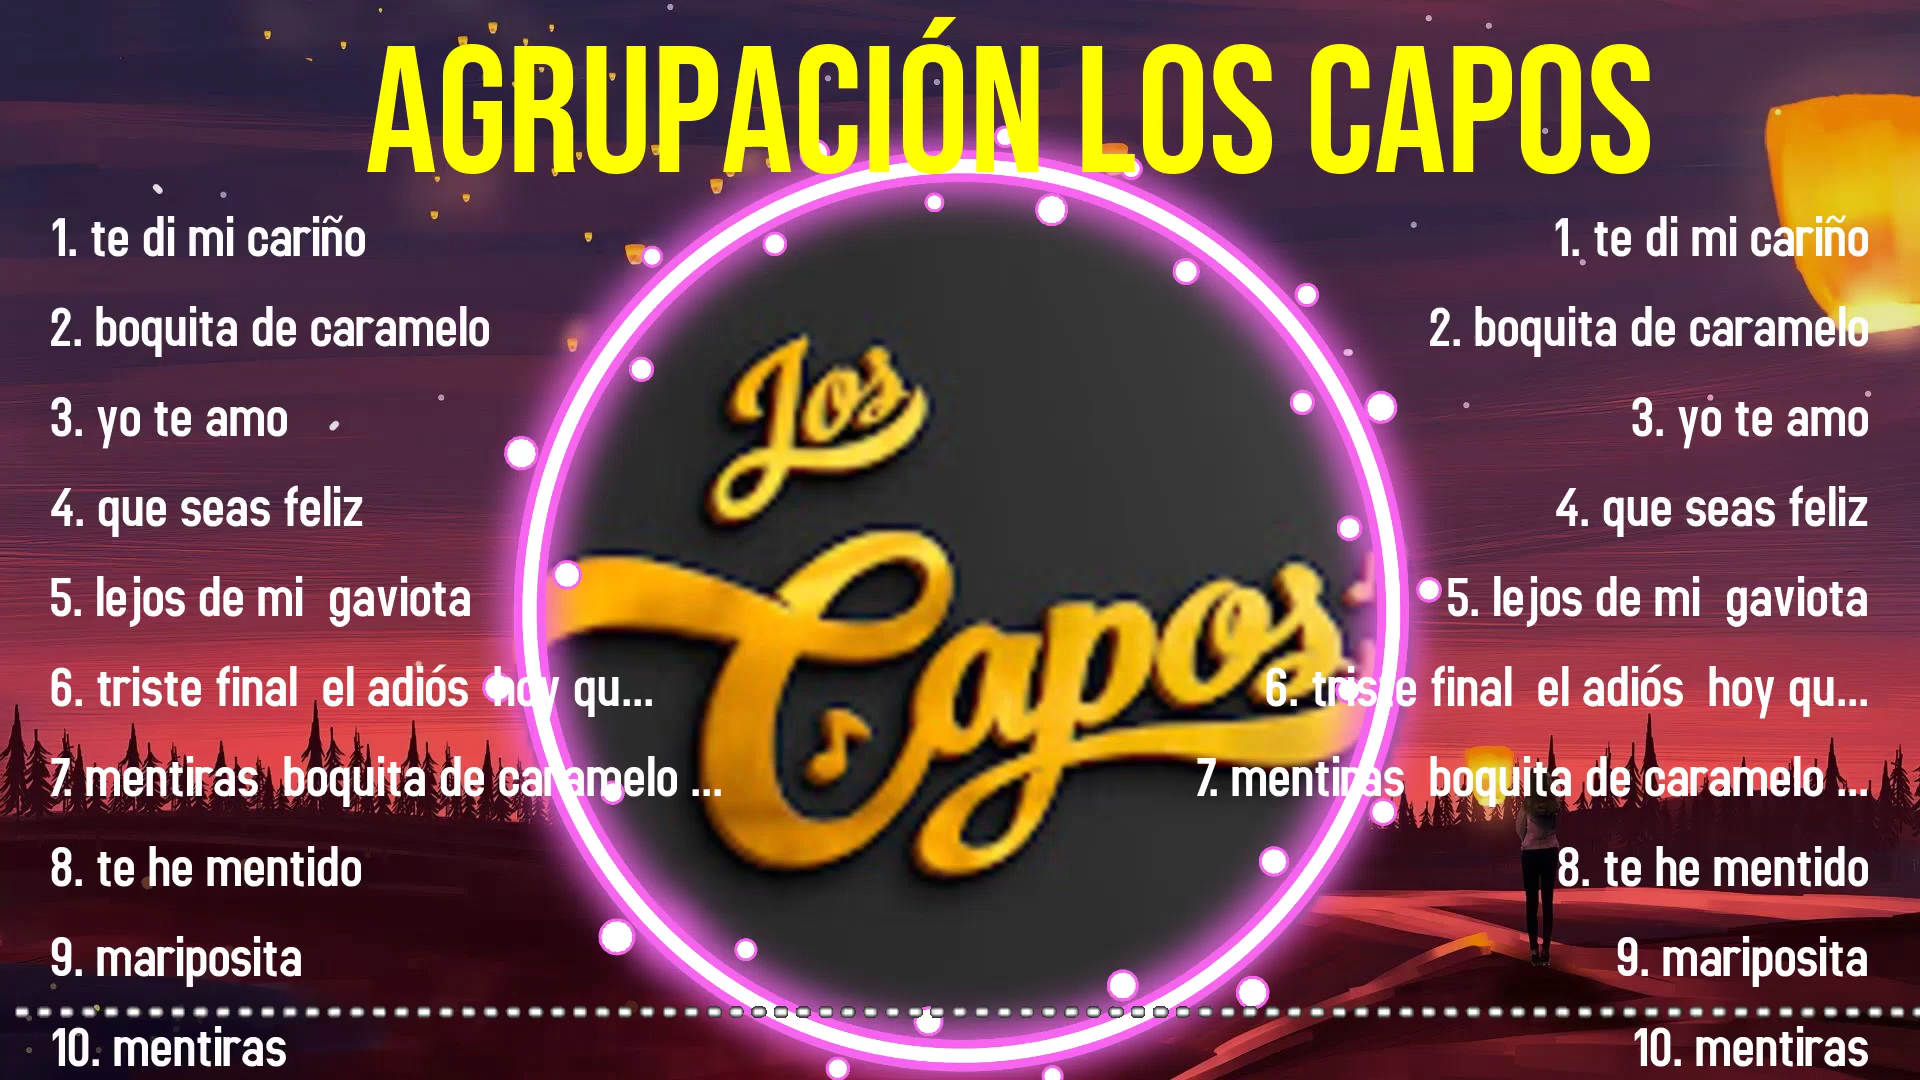 AGRUPACIÓN LOS CAPOS
1. te di mi cariño
2. boquita de caramelo
3. yo te amo
4. que seas feliz
5. lejos de mi  gaviota
6. triste final  el adiós  hoy qu...
7. mentiras  boquita de caramelo ...
8. te he mentido
9. mariposita
10. mentiras
Los
Capos
1. te di mi cariño
2. boquita de caramelo
3. yo te amo
4. que seas feliz
5. lejos de mi  gaviota
6. triste final  el adiós  hoy qu...
7. mentiras  boquita de caramelo ...
8. te he mentido
9. mariposita
10. mentiras